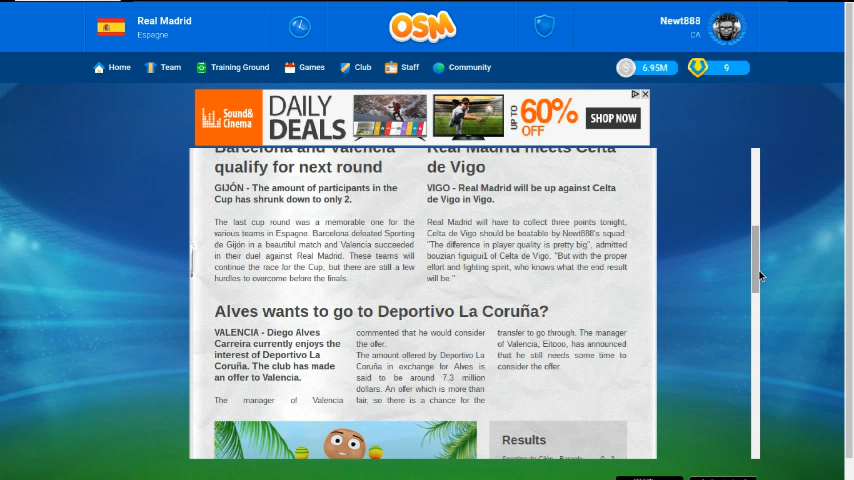 Real Madrid
Espagne
OSM
Newt888
Home
Team
Training Ground
Games
Club
Staff
Community
6.95M
9
Sound&
Cinema
DAILY
DEALS
UP TO
60%
OFF
SHOP NOW
Barcelona and Valencia
qualify for next round
GIJÓN - The amount of participants in the
Cup has shrunk down to only 2.
The last cup round was a memorable one for the
various teams in Espagne. Barcelona defeated Sporting
de Gijón in a beautiful match and Valencia succeeded
in their duel against Real Madrid. These teams will
continue the race for the Cup, but there are still a few
hurdles to overcome before the finals.
Real Madrid meets Celta
de Vigo
VIGO - Real Madrid will be up against Celta
de Vigo in Vigo.
Real Madrid will have to collect three points tonight,
Celta de Vigo should be beatable by Newt888's squad.
"The difference in player quality is pretty big", admitted
bouzian figuigui1 of Celta de Vigo. "But with the proper
effort and fighting spirit, who knows what the end result
will be."
Alves wants to go to Deportivo La Coruña?
VALENCIA - Diego Alves
Carreira currently enjoys the
interest of Deportivo La
Coruña. The club has made
an offer to Valencia.
The manager of Valencia
commented that he would consider
the offer.
The amount offered by Deportivo La
Coruña in exchange for Alves is
said to be around 7,3 million
dollars. An offer which is more than
fair, so there is a chance for the
transfer to go through. The manager
of Valencia, Eitooo, has announced
that he still needs some time to
consider the offer.
Results